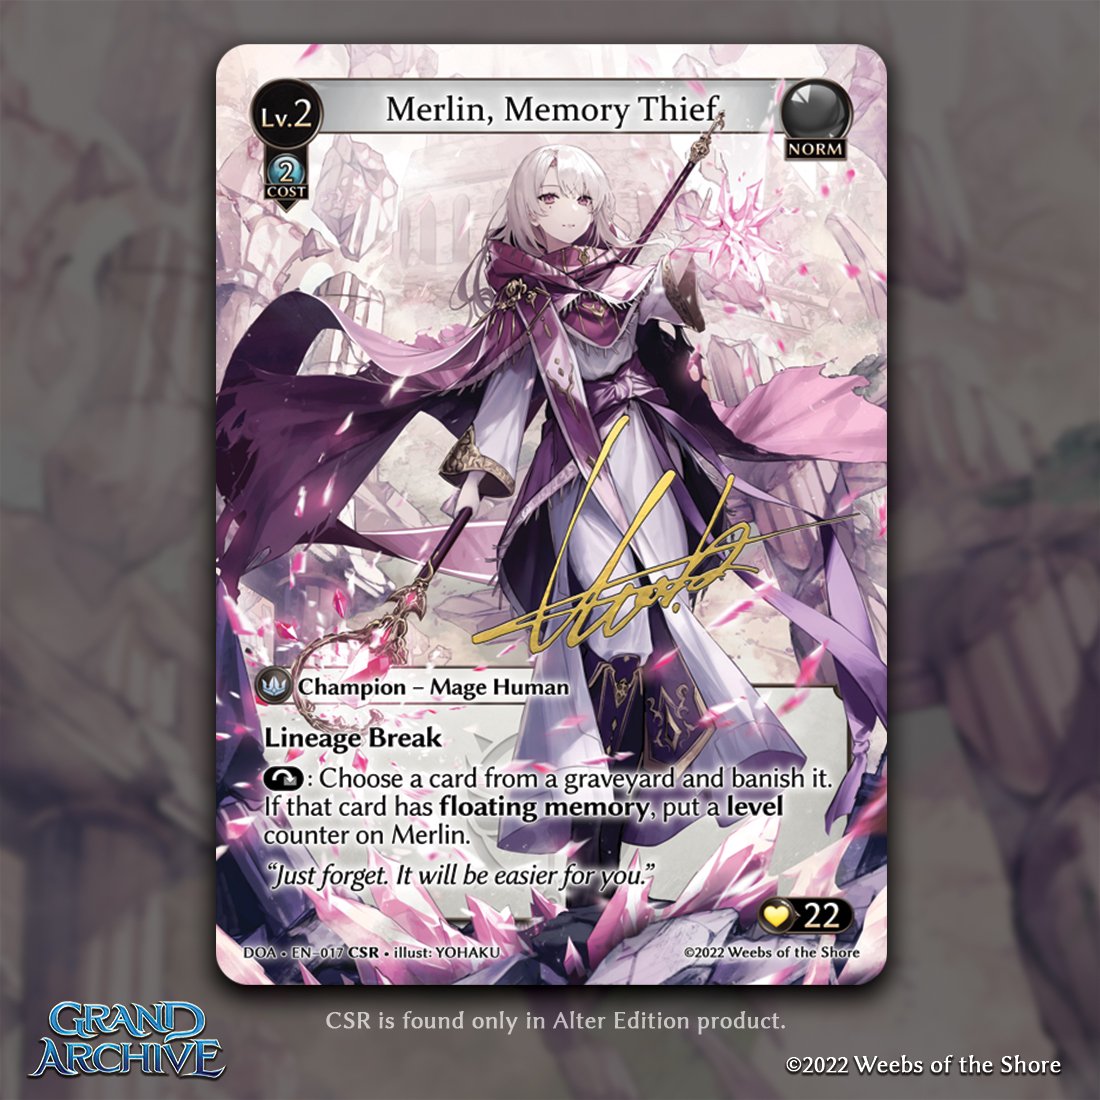 Lv.2
Merlin, Memory Thief
NORM
2
COST
Champion – Mage Human
Lineage Break
: Choose a card from a graveyard and banish it.
If that card has floating memory, put a level
counter on Merlin.
“Just forget. It will be easier for you.”
22
DOA • EN–017 CSR • illust: YOHAKU
©2022 Weebs of the Shore
GRAND
ARCHIVE
CSR is found only in Alter Edition product.
©2022 Weebs of the Shore